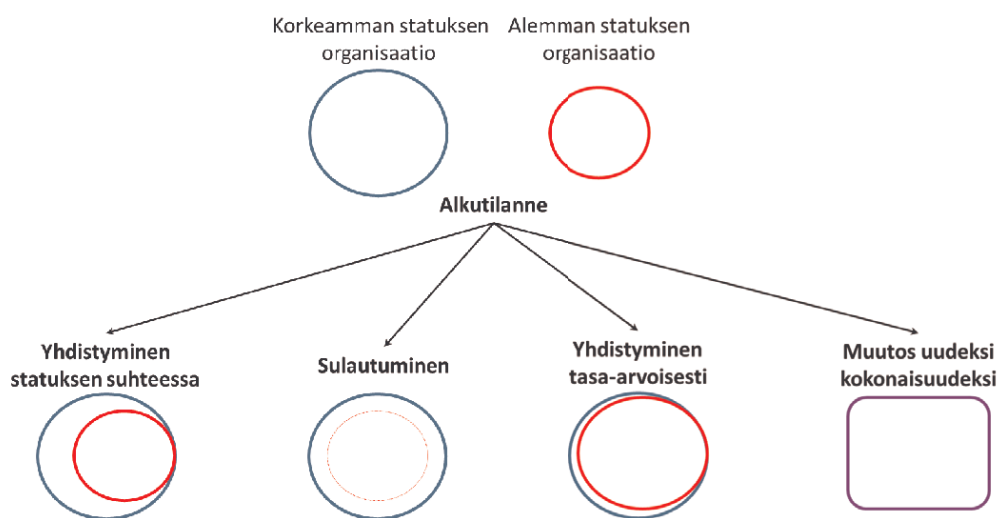 Korkeamman statuksen
organisaatio
Alemman statuksen
organisaatio
Alkutilanne
Yhdistyminen
statuksen suhteessa
Sulautuminen
Yhdistyminen
tasa-arvoisesti
Muutos uudeksi
kokonaisuudeksi